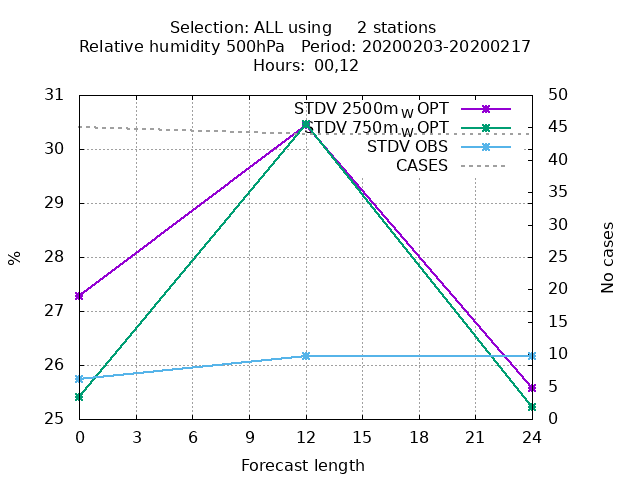 Selection: ALL using     2 stations
Relative humidity 500hPa   Period: 20200203-20200217
Hours: 00,12
STDV 2500m_W OPT
STDV 750m_W OPT
STDV OBS
CASES
31
30
29
28
27
26
25
%
50
45
40
35
30
25
20
15
10
5
0
No cases
0 3 6 9 12 15 18 21 24
Forecast length